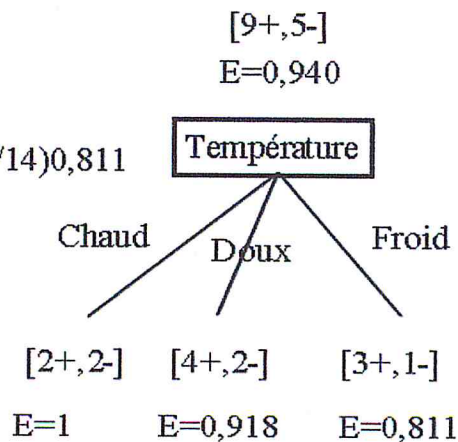 [9+,5-]
E=0,940
/14)0,811
Température
Chaud
Doux
Froid
[2+,2-] [4+,2-] [3+,1-]
E=1 E=0,918 E=0,811